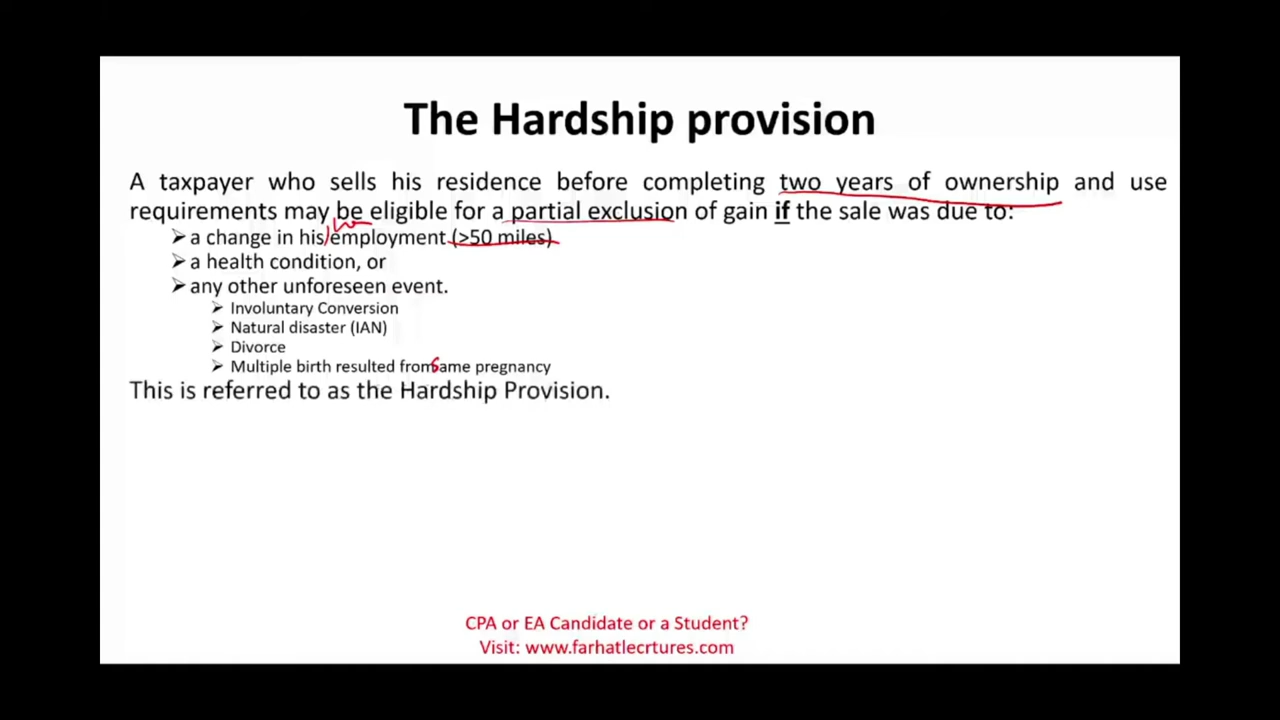 The Hardship provision
A taxpayer who sells his residence before completing two years of ownership and use
requirements may be eligible for a partial exclusion of gain if the sale was due to:
➢ a change in his/her employment (>50 miles)
➢ a health condition, or
➢ any other unforeseen event.
➢ Involuntary Conversion
➢ Natural disaster (IAN)
➢ Divorce
➢ Multiple birth resulted from same pregnancy
This is referred to as the Hardship Provision.
CPA or EA Candidate or a Student?
Visit: www.farhatlecrtures.com